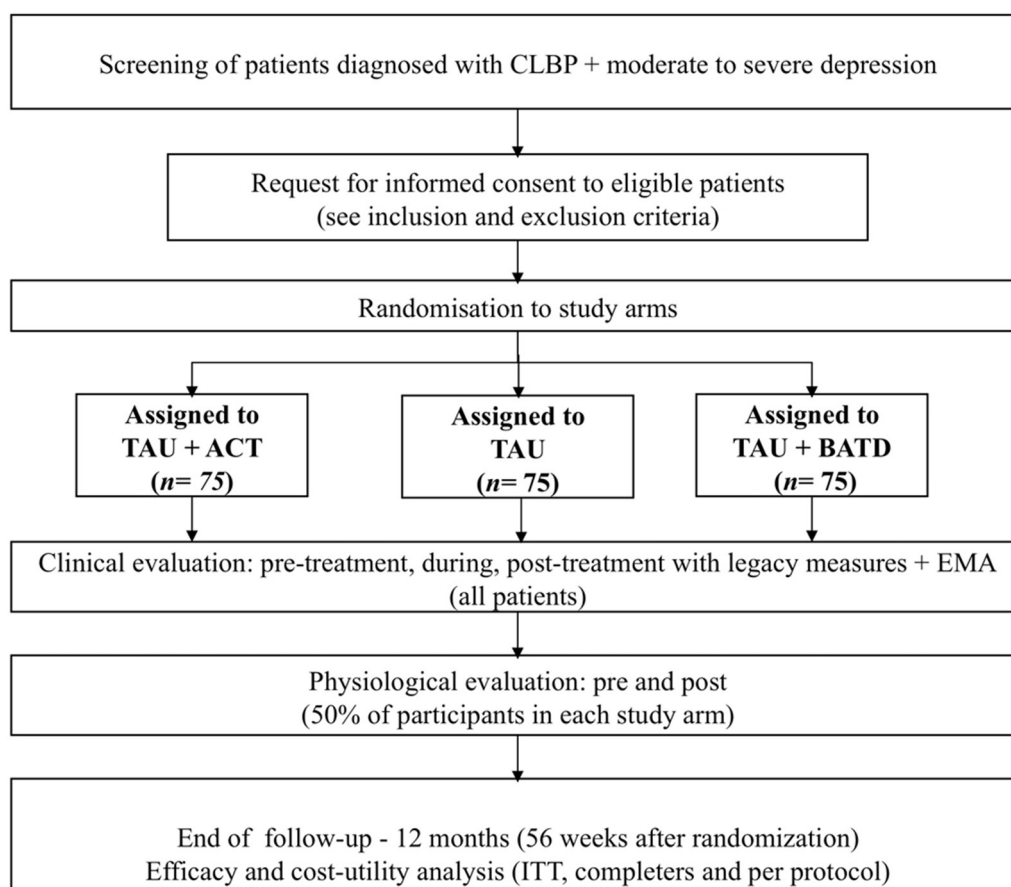 Screening of patients diagnosed with CLBP + moderate to severe depression
Request for informed consent to eligible patients
(see inclusion and exclusion criteria)
Randomisation to study arms
Assigned to
TAU + ACT
(n= 75)
Assigned to
TAU
(n= 75)
Assigned to
TAU + BATD
(n= 75)
Clinical evaluation: pre-treatment, during, post-treatment with legacy measures + EMA
(all patients)
Physiological evaluation: pre and post
(50% of participants in each study arm)
End of follow-up - 12 months (56 weeks after randomization)
Efficacy and cost-utility analysis (ITT, completers and per protocol)